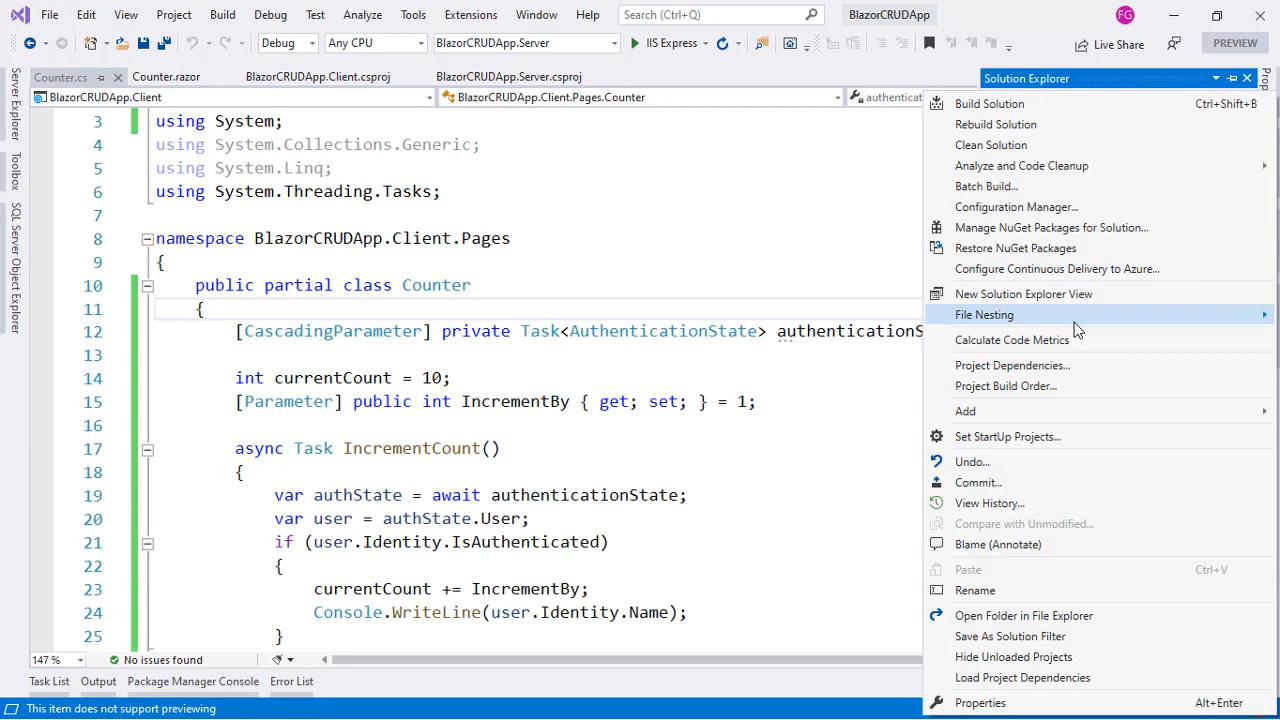 File Edit View Project Build Debug Test Analyze Tools Extensions Window Help Search (Ctrl+Q) BlazorCRUDApp FG
Debug Any CPU BlazorCRUDApp.Server IIS Express Live Share PREVIEW
Counter.cs Counter.razor BlazorCRUDApp.Client.csproj BlazorCRUDApp.Server.csproj Solution Explorer
BlazorCRUDApp.Client BlazorCRUDApp.Client.Pages.Counter authenticat
Server Explorer
Toolbox
SQL Server Object Explorer
Prop
3 using System;
4 using System.Collections.Generic;
5 using System.Linq;
6 using System.Threading.Tasks;
7
8 namespace BlazorCRUDApp.Client.Pages
9 {
10 public partial class Counter
11 {
12 [CascadingParameter] private Task<AuthenticationState> authenticationS
13
14 int currentCount = 10;
15 [Parameter] public int IncrementBy { get; set; } = 1;
16
17 async Task IncrementCount()
18 {
19 var authState = await authenticationState;
20 var user = authState.User;
21 if (user.Identity.IsAuthenticated)
22 {
23 currentCount += IncrementBy;
24 Console.WriteLine(user.Identity.Name);
25 }
Build Solution Ctrl+Shift+B
Rebuild Solution
Clean Solution
Analyze and Code Cleanup
Batch Build...
Configuration Manager...
Manage NuGet Packages for Solution...
Restore NuGet Packages
Configure Continuous Delivery to Azure...
New Solution Explorer View
File Nesting
Calculate Code Metrics
Project Dependencies...
Project Build Order...
Add
Set StartUp Projects...
Undo...
Commit...
View History...
Compare with Unmodified...
Blame (Annotate)
Paste Ctrl+V
Rename
Open Folder in File Explorer
Save As Solution Filter
Hide Unloaded Projects
Load Project Dependencies
Properties Alt+Enter
147 % No issues found
Task List Output Package Manager Console Error List
This item does not support previewing